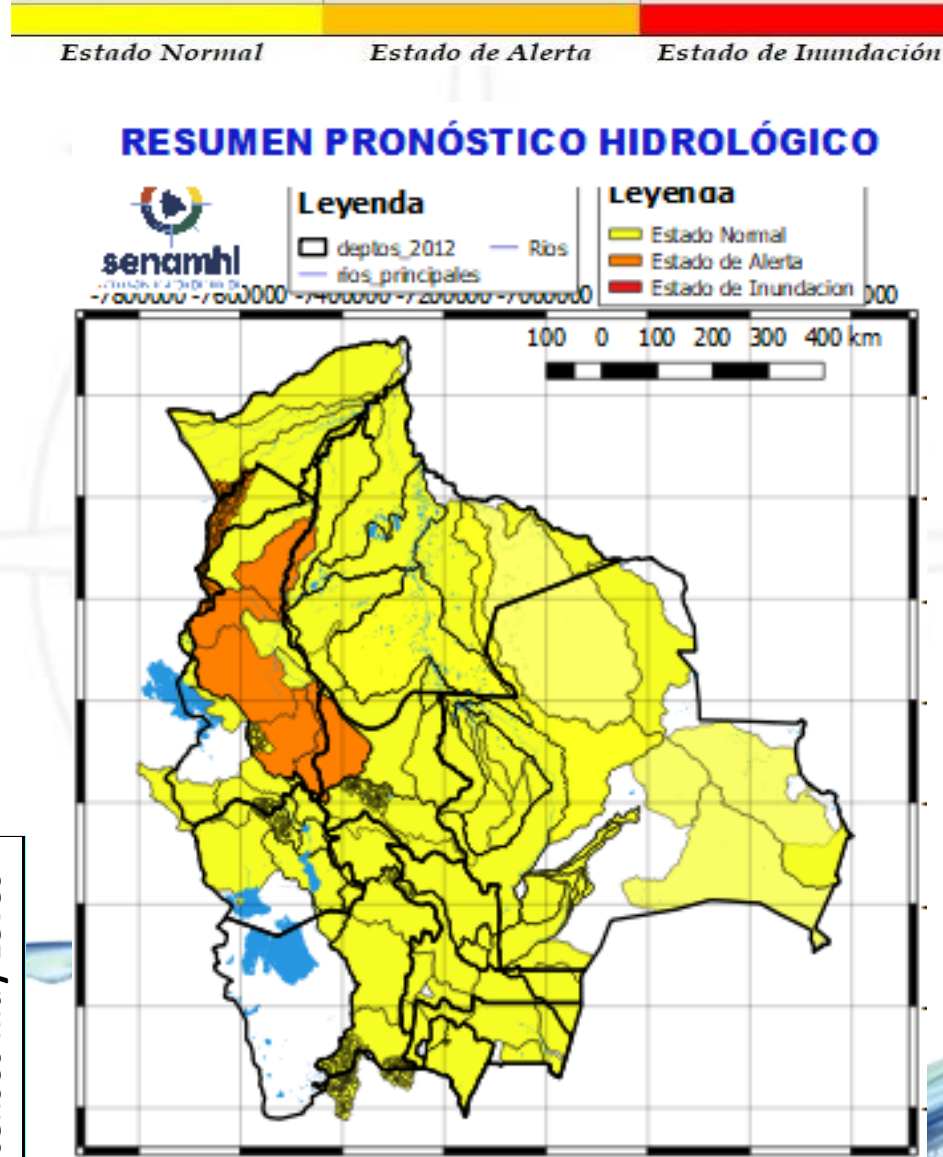 Estado Normal Estado de Alerta Estado de Inundación
RESUMEN PRONÓSTICO HIDROLÓGICO
senamhi
Leyenda
deptos_2012 Rios
rios_principales
Leyenda
Estado Normal
Estado de Alerta
Estado de Inundacion
-7800000 -7600000 -7400000 -7200000 -7000000
100 0 100 200 300 400 km